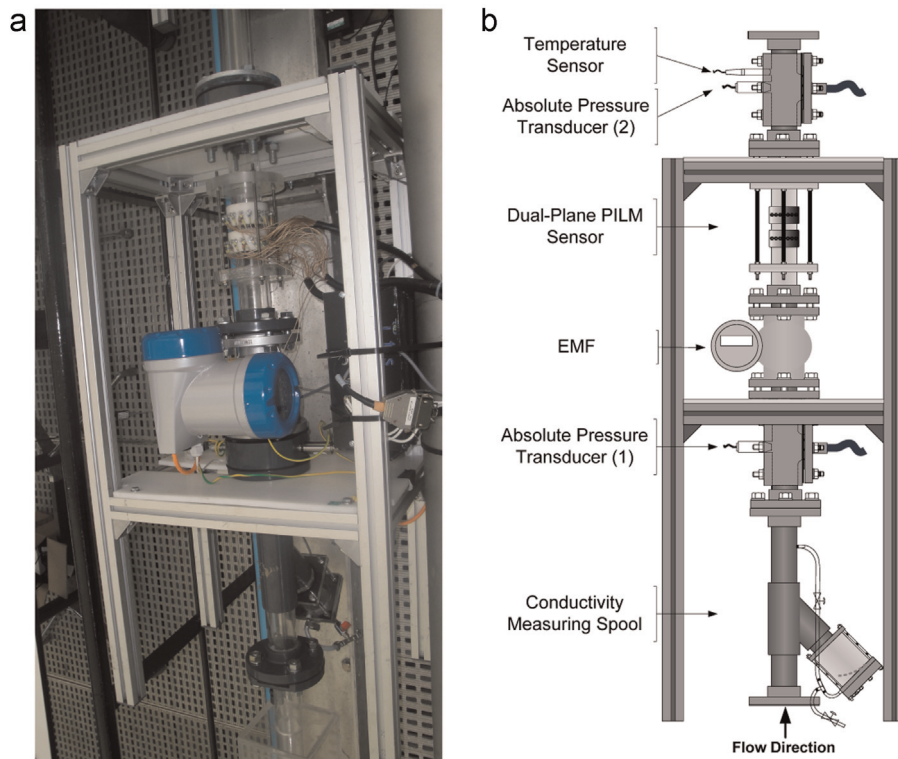 a
b
Temperature
Sensor
Absolute Pressure
Transducer (2)
Dual-Plane PILM
Sensor
EMF
Absolute Pressure
Transducer (1)
Conductivity
Measuring Spool
Flow Direction